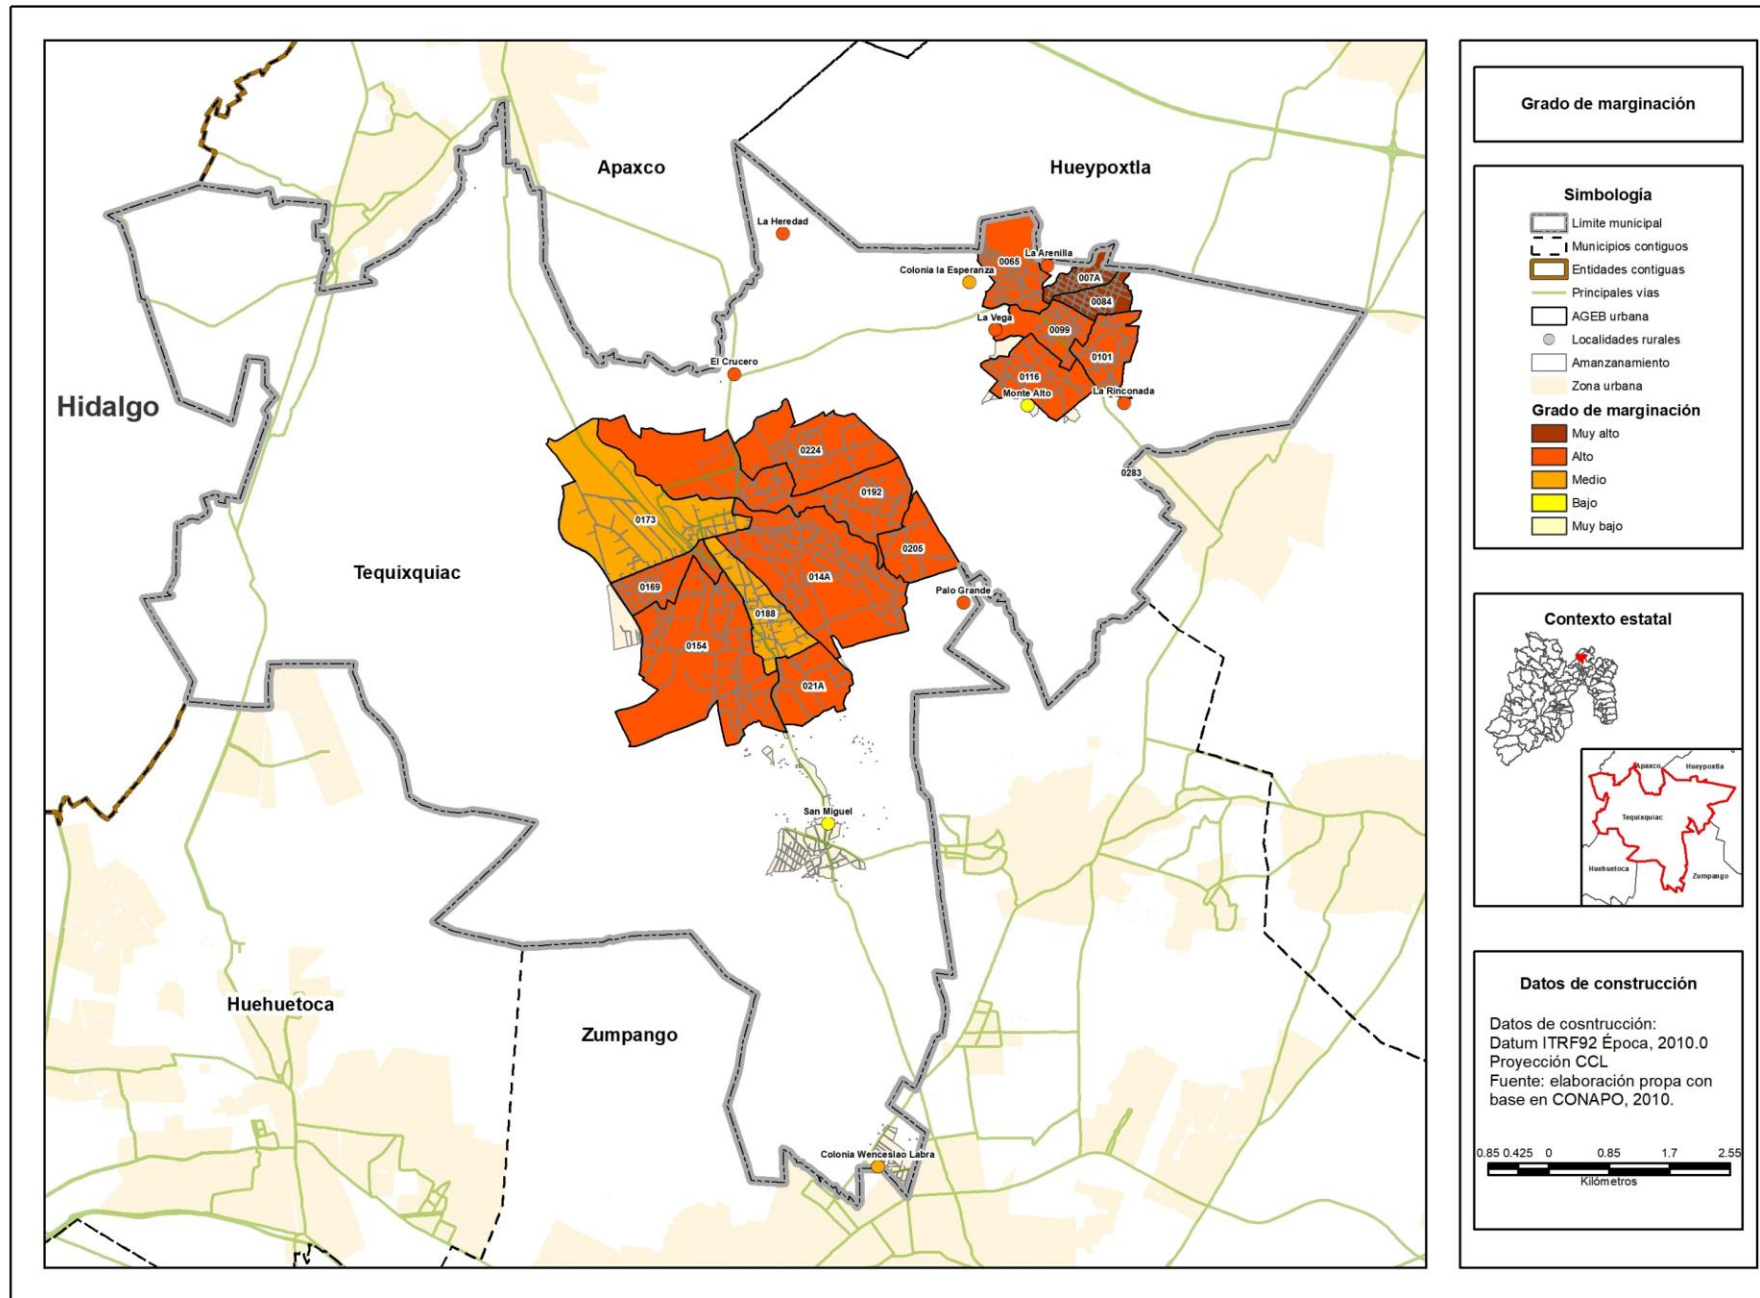 Apaxco
Hueypoxtla
La Heredad
Colonia la Esperanza
0065
La Arenilla
007A
0084
La Vega
0099
0101
0116
Monte Alto
La Rinconada
El Crucero
Hidalgo
0224
0283
0192
0173
0205
Tequixquiac
0169
014A
Palo Grande
0188
0154
021A
San Miguel
Huehuetoca
Zumpango
Colonia Wenceslao Labra
Grado de marginación
Simbología
Límite municipal
Municipios contiguos
Entidades contiguas
Principales vías
AGEB urbana
Localidades rurales
Amanzanamiento
Zona urbana
Grado de marginación
Muy alto
Alto
Medio
Bajo
Muy bajo
Contexto estatal
Apaxco
Hueypoxtla
Tequixquiac
Huehuetoca
Zumpango
Datos de construcción
Datos de cosntrucción:
Datum ITRF92 Época, 2010.0
Proyección CCL
Fuente: elaboración propa con
base en CONAPO, 2010.
0.85 0.425 0 0.85 1.7 2.55
Kilómetros